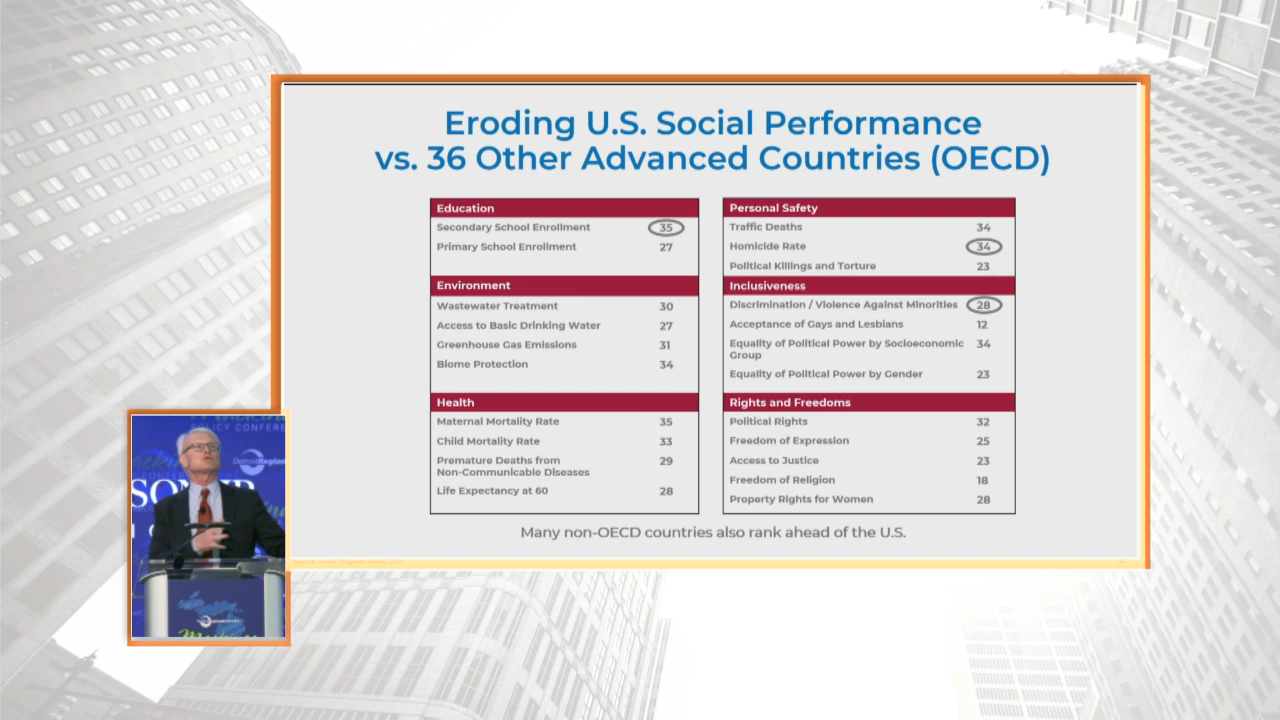 Eroding U.S. Social Performance
vs. 36 Other Advanced Countries (OECD)
Education
Secondary School Enrollment 35
Primary School Enrollment 27
Environment
Wastewater Treatment 30
Access to Basic Drinking Water 27
Greenhouse Gas Emissions 31
Biome Protection 34
Health
Maternal Mortality Rate 35
Child Mortality Rate 33
Premature Deaths from 29
Non-Communicable Diseases
Life Expectancy at 60 28
Personal Safety
Traffic Deaths 34
Homicide Rate 34
Political Killings and Torture 23
Inclusiveness
Discrimination / Violence Against Minorities 28
Acceptance of Gays and Lesbians 12
Equality of Political Power by Socioeconomic 34
Group
Equality of Political Power by Gender 23
Rights and Freedoms
Political Rights 32
Freedom of Expression 25
Access to Justice 23
Freedom of Religion 18
Property Rights for Women 28
Many non-OECD countries also rank ahead of the U.S.
POLICY CONFERE